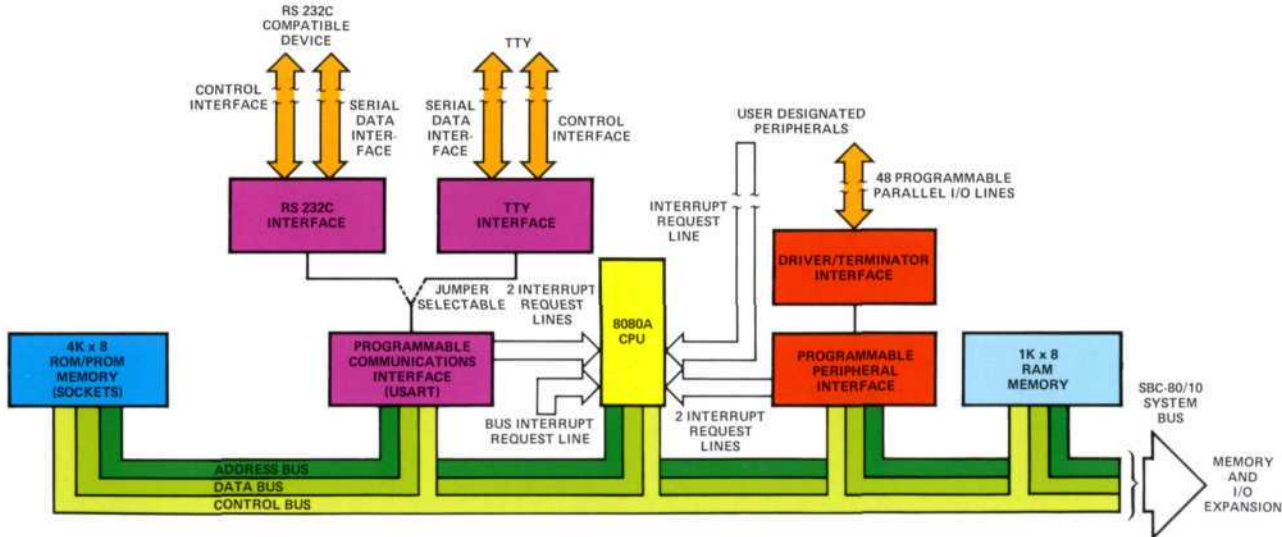 RS 232C
COMPATIBLE
DEVICE
TTY
CONTROL
INTERFACE
SERIAL
DATA
INTER-
FACE
SERIAL
DATA
INTER-
FACE
CONTROL
INTERFACE
USER DESIGNATED
PERIPHERALS
48 PROGRAMMABLE
PARALLEL I/O LINES
RS 232C
INTERFACE
TTY
INTERFACE
INTERRUPT
REQUEST
LINE
DRIVER/TERMINATOR
INTERFACE
JUMPER
SELECTABLE
2 INTERRUPT
REQUEST
LINES
8080A
CPU
4K x 8
ROM/PROM
MEMORY
(SOCKETS)
PROGRAMMABLE
COMMUNICATIONS
INTERFACE
(USART)
PROGRAMMABLE
PERIPHERAL
INTERFACE
1K x 8
RAM
MEMORY
BUS INTERRUPT
REQUEST LINE
2 INTERRUPT
REQUEST
LINES
SBC-80/10
SYSTEM
BUS
ADDRESS BUS
DATA BUS
CONTROL BUS
MEMORY
AND
I/O
EXPANSION